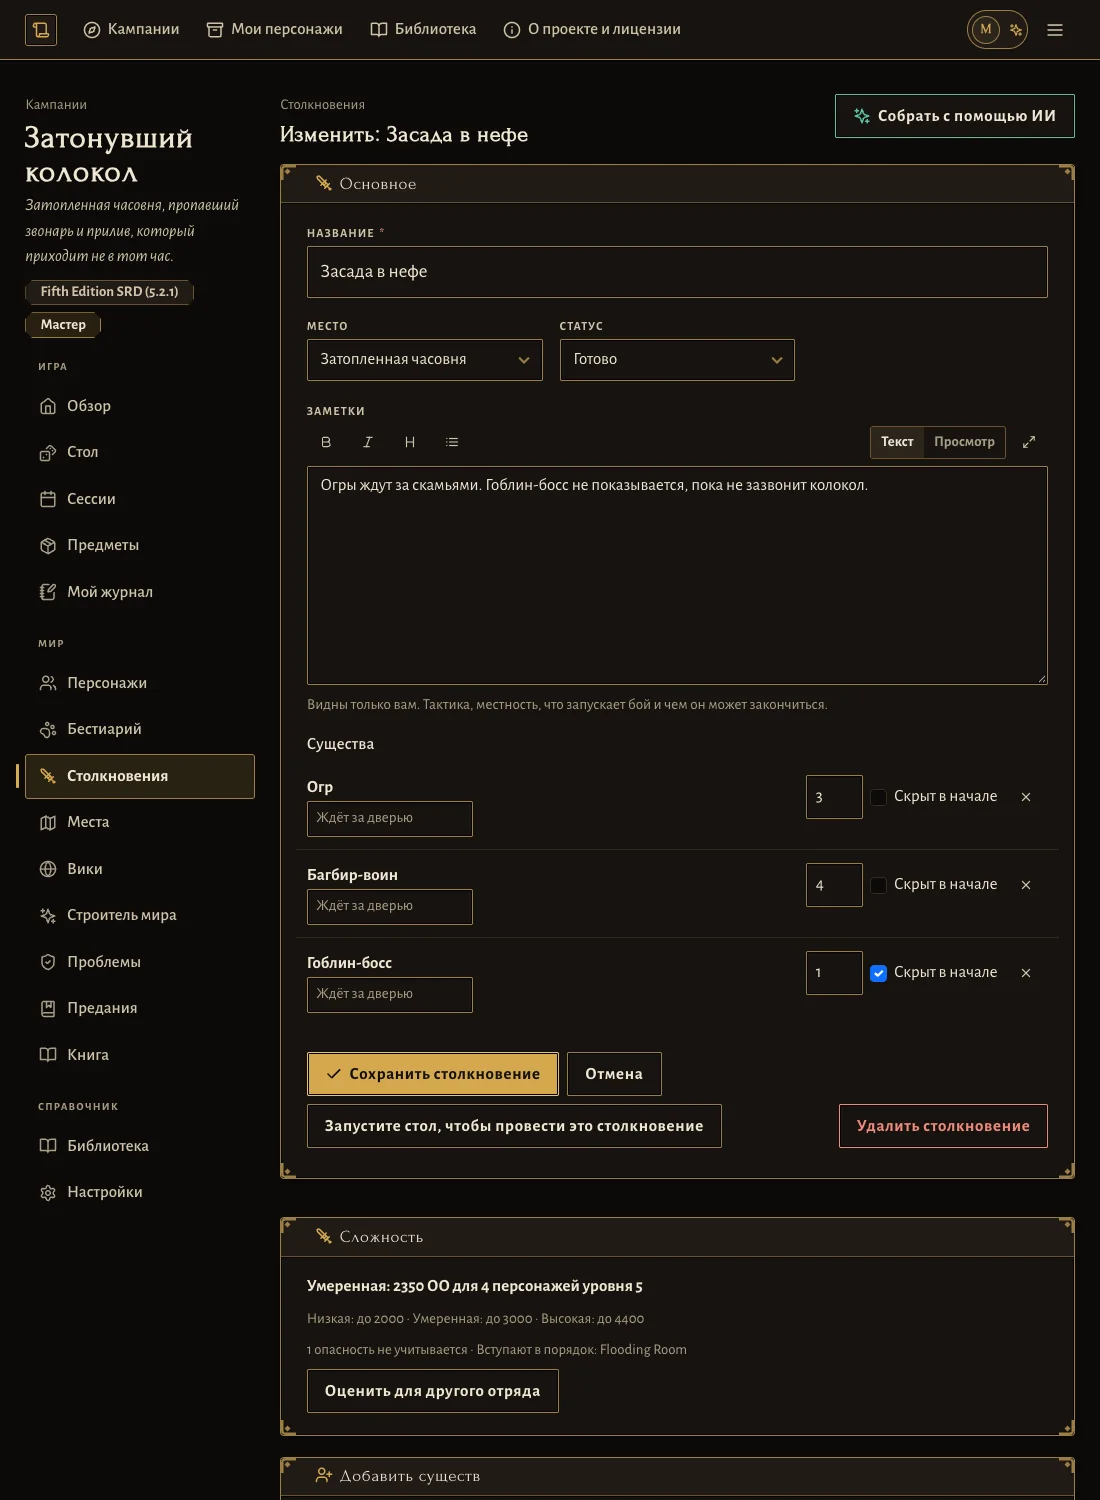 Кампании
Мои персонажи
Библиотека
О проекте и лицензии
М
Кампании
Затонувший
колокол
Затопленная часовня, пропавший
звонарь и прилив, который
приходит не в тот час.
Fifth Edition SRD (5.2.1)
Мастер
ИГРА
Обзор
Стол
Сессии
Предметы
Мой журнал
МИР
Персонажи
Бестиарий
Столкновения
Места
Вики
Строитель мира
Проблемы
Предания
Книга
СПРАВОЧНИК
Библиотека
Настройки
Столкновения
Изменить: Засада в нефе
Собрать с помощью ИИ
Основное
НАЗВАНИЕ *
Засада в нефе
МЕСТО
СТАТУС
Затопленная часовня
Готово
ЗАМЕТКИ
B I H
Текст
Просмотр
Огры ждут за скамьями. Гоблин-босс не показывается, пока не зазвонит колокол.
Видны только вам. Тактика, местность, что запускает бой и чем он может закончиться.
Существа
Огр
Ждёт за дверью
3
Скрыт в начале
Багбир-воин
Ждёт за дверью
4
Скрыт в начале
Гоблин-босс
Ждёт за дверью
1
Скрыт в начале
Сохранить столкновение
Отмена
Запустите стол, чтобы провести это столкновение
Удалить столкновение
Сложность
Умеренная: 2350 ОО для 4 персонажей уровня 5
Низкая: до 2000 · Умеренная: до 3000 · Высокая: до 4400
1 опасность не учитывается · Вступают в порядок: Flooding Room
Оценить для другого отряда
Добавить существ